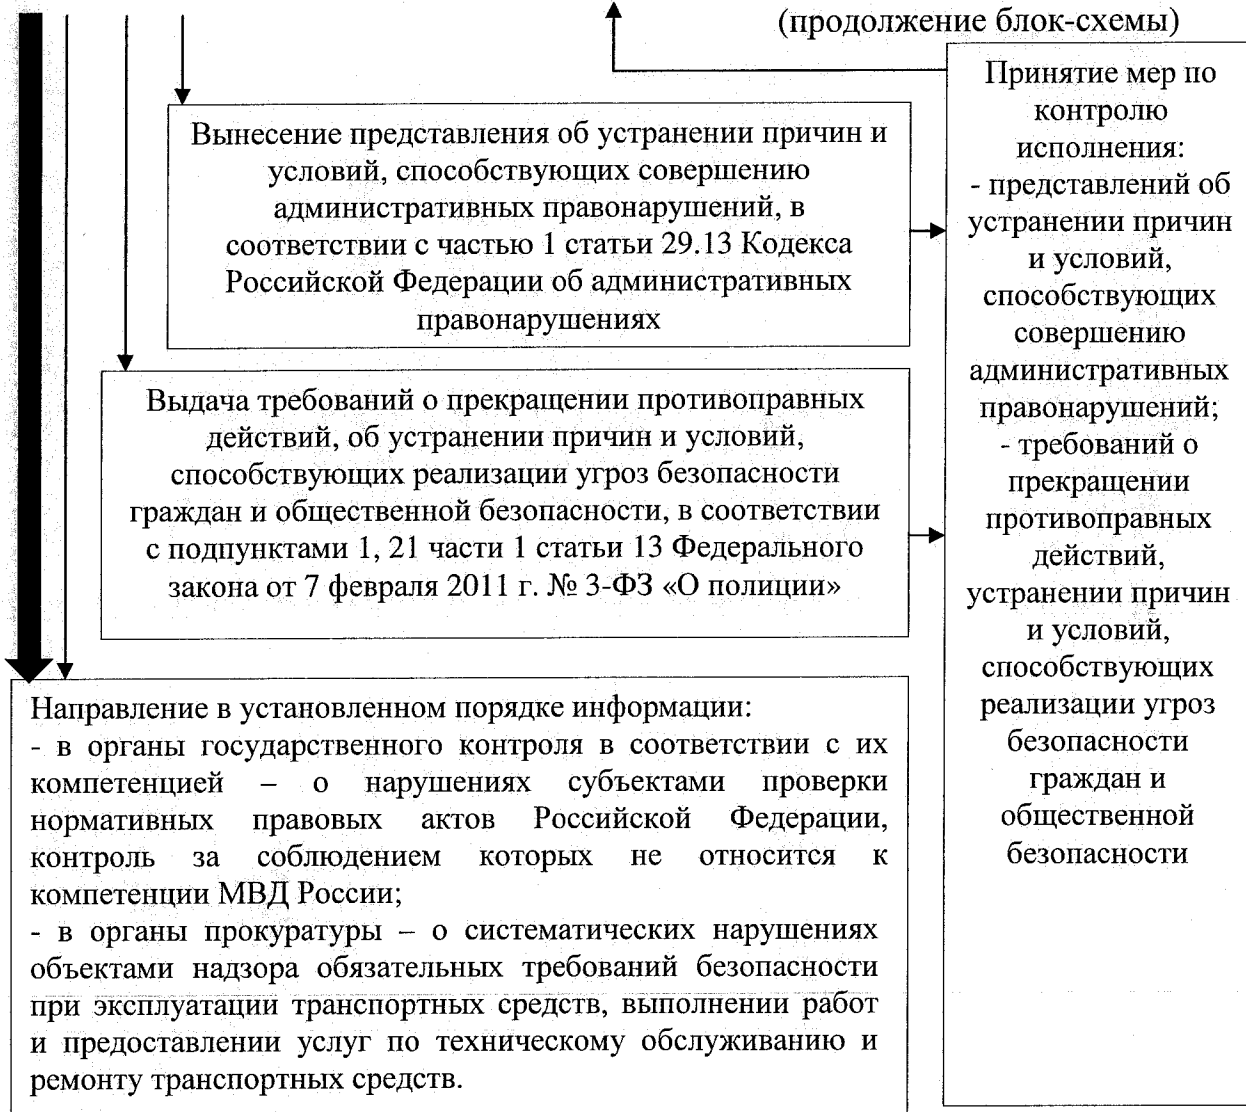 (продолжение блок-схемы)
Вынесение представления об устранении причин и
условий, способствующих совершению
административных правонарушений, в
соответствии с частью 1 статьи 29.13 Кодекса
Российской Федерации об административных
правонарушениях
Выдача требований о прекращении противоправных
действий, об устранении причин и условий,
способствующих реализации угроз безопасности
граждан и общественной безопасности, в соответствии
с подпунктами 1, 21 части 1 статьи 13 Федерального
закона от 7 февраля 2011 г. № 3-ФЗ «О полиции»
Направление в установленном порядке информации:
- в органы государственного контроля в соответствии с их
компетенцией – о нарушениях субъектами проверки
нормативных правовых актов Российской Федерации,
контроль за соблюдением которых не относится к
компетенции МВД России;
- в органы прокуратуры – о систематических нарушениях
объектами надзора обязательных требований безопасности
при эксплуатации транспортных средств, выполнении работ
и предоставлении услуг по техническому обслуживанию и
ремонту транспортных средств.
Принятие мер по
контролю
исполнения:
- представлений об
устранении причин
и условий,
способствующих
совершению
административных
правонарушений;
- требований о
прекращении
противоправных
действий,
устранении причин
и условий,
способствующих
реализации угроз
безопасности
граждан и
общественной
безопасности